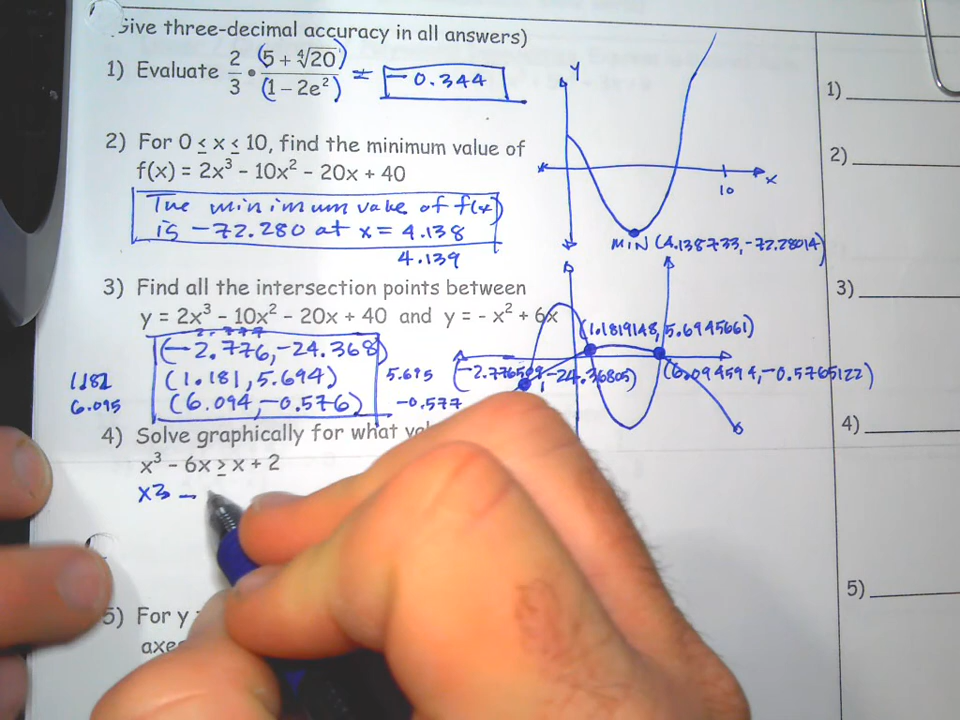 Give three-decimal accuracy in all answers)
1) Evaluate 2/3 • (5 + ∜20) / (1 - 2e²) = -0.344
1)
2) For 0 ≤ x ≤ 10, find the minimum value of
f(x) = 2x³ - 10x² - 20x + 40
2)
The minimum value of f(x)
is -72.280 at x = 4.138
4.139
y
10
x
MIN (4.138733, -72.28014)
3) Find all the intersection points between
y = 2x³ - 10x² - 20x + 40 and y = - x² + 6x
3)
-2.777
(-2.776, -24.368)
1.182 (1.181, 5.694) 5.695
6.095 (6.094, -0.576) -0.577
(1.1819148, 5.6945661)
(-2.776509, -24.36805)
(6.094594, -0.5765122)
4) Solve graphically for what
x³ - 6x ≥ x + 2
x3 -
4)
5) For y
5)